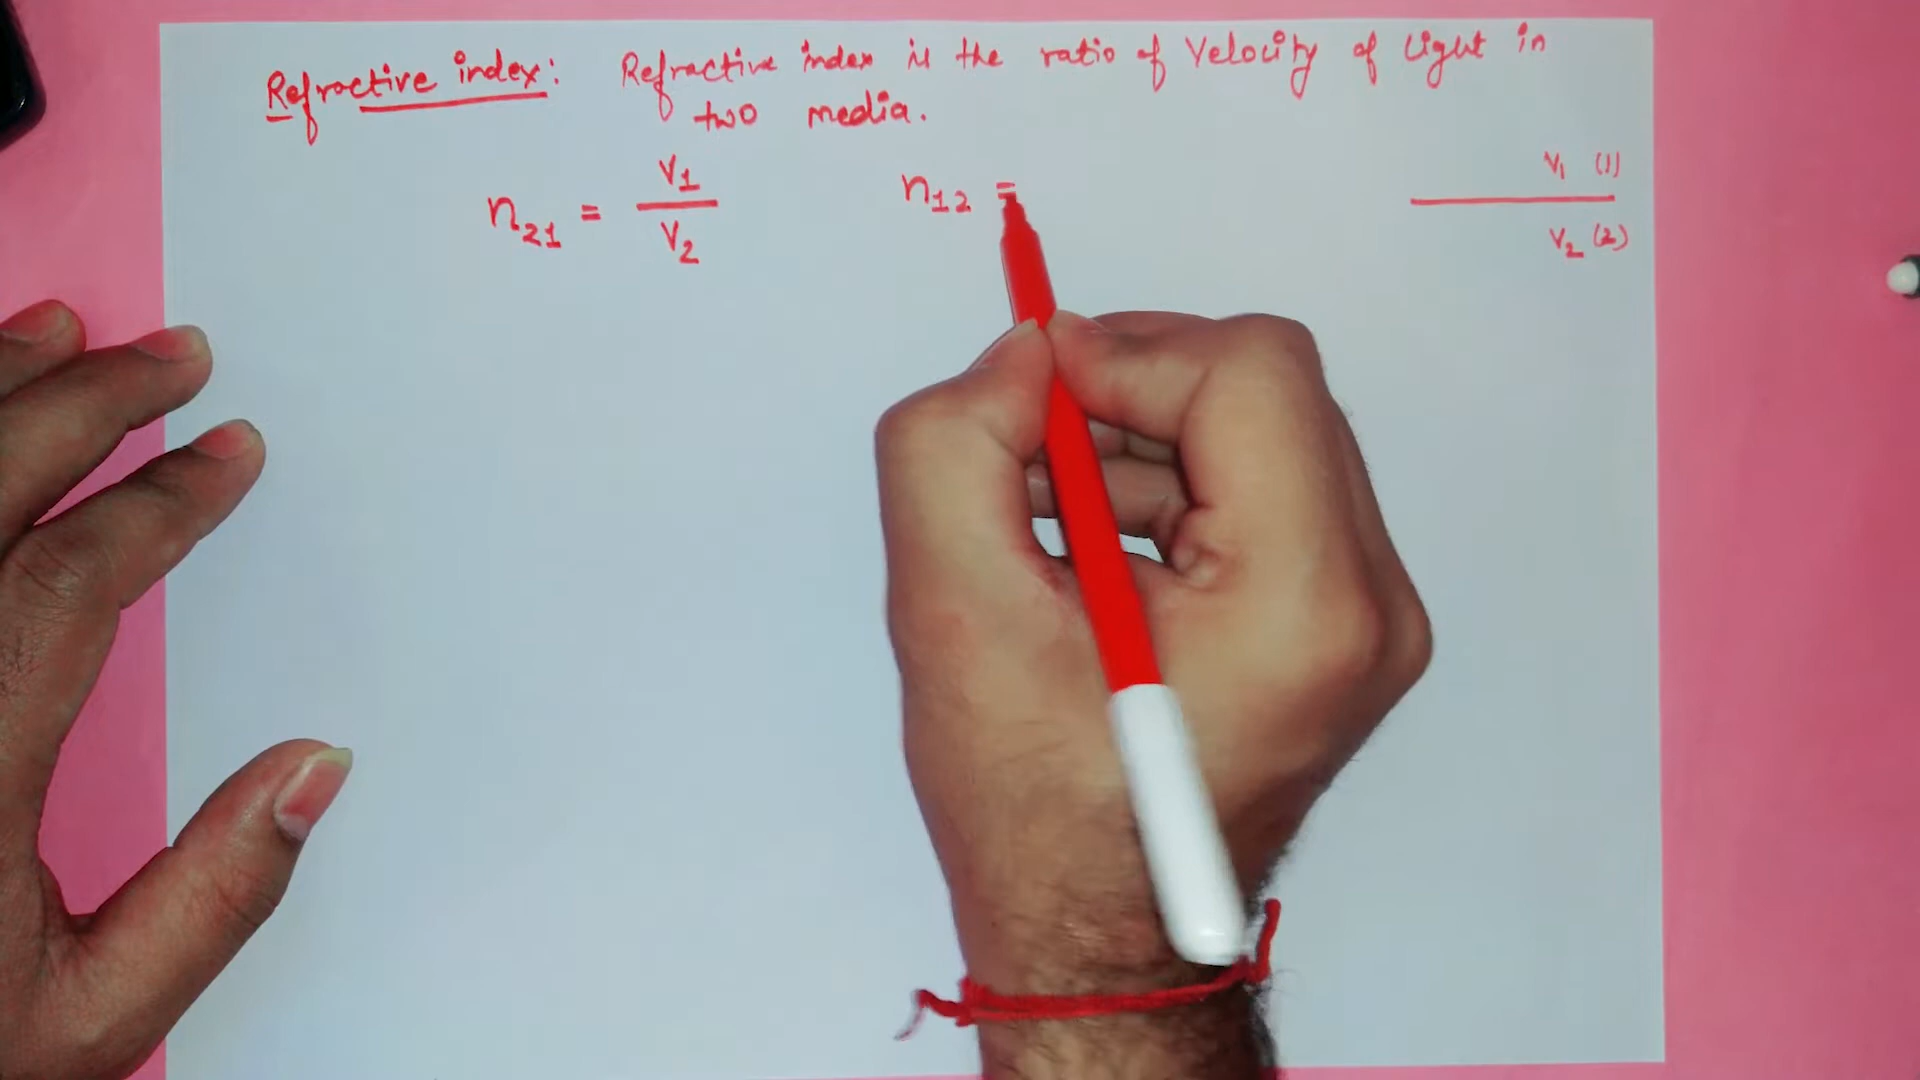 Refractive index: Refractive index is the ratio of Velocity of light in
two media.
n21 = V1/V2
n12 =
V1 (1)
V2 (2)